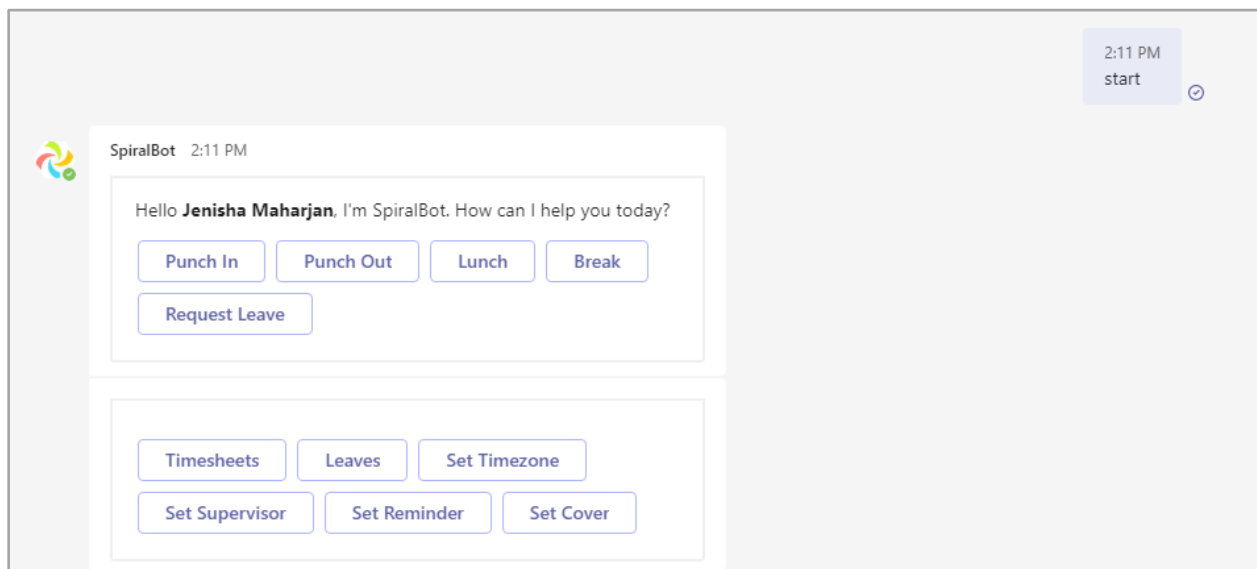 2:11 PM
start
SpiralBot 2:11 PM
Hello Jenisha Maharjan, I'm SpiralBot. How can I help you today?
Punch In Punch Out Lunch Break
Request Leave
Timesheets Leaves Set Timezone
Set Supervisor Set Reminder Set Cover